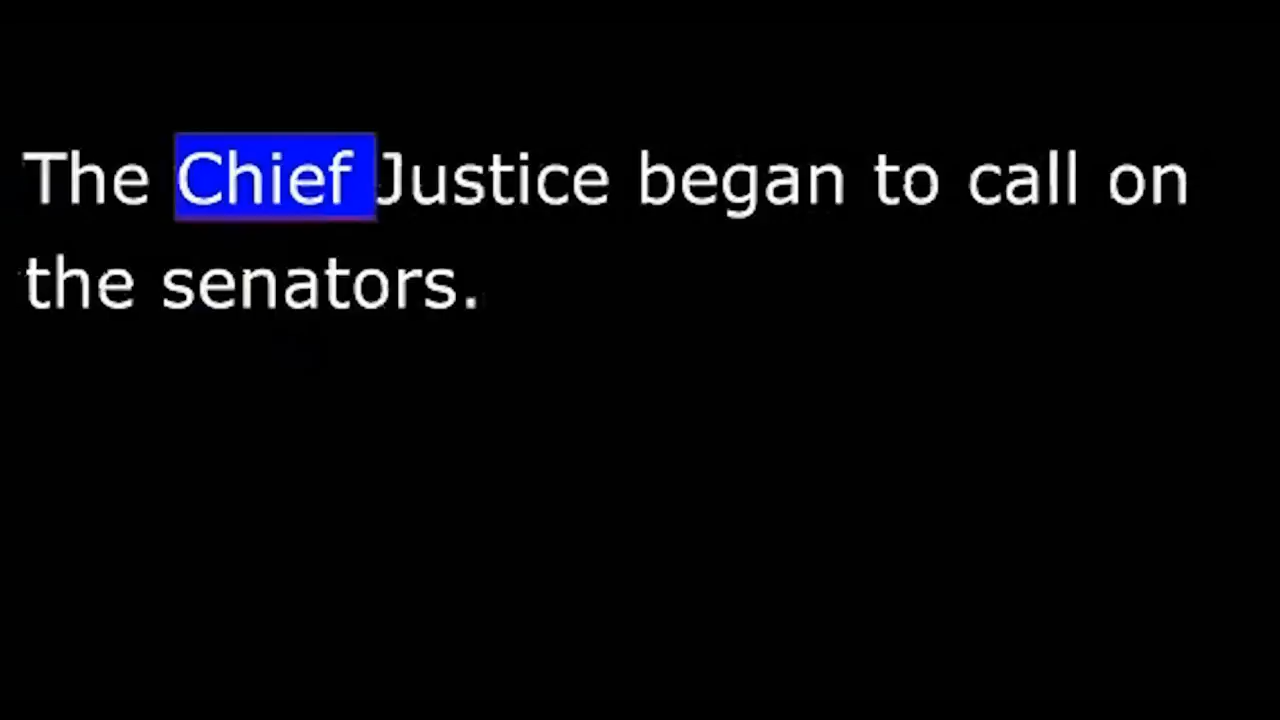 The Chief Justice began to call on
the senators.